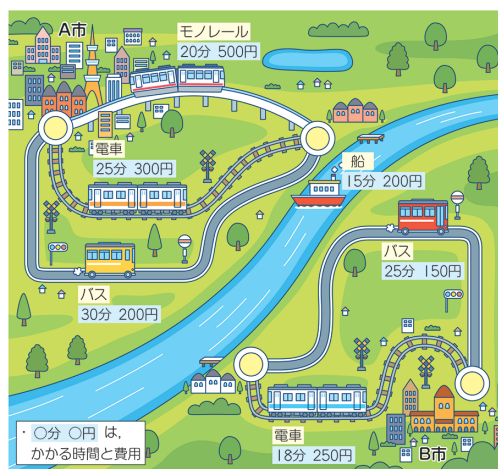 A市
モノレール
20分 500円
電車
25分 300円
船
15分 200円
バス
25分 150円
バス
30分 200円
電車
18分 250円
B市
・ ○分 ○円 は，
かかる時間と費用